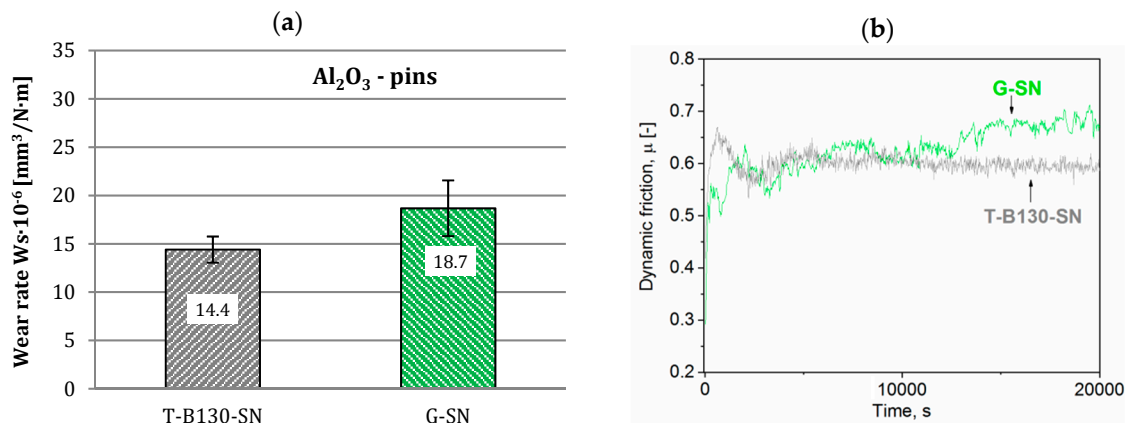 (a)
Al₂O₃ - pins
Wear rate Ws·10⁻⁶ [mm³/N·m]
35
30
25
20
15
10
5
0
14.4
18.7
T-B130-SN
G-SN
(b)
Dynamic friction, μ [-]
0.8
0.7
0.6
0.5
0.4
0.3
0.2
G-SN
T-B130-SN
0
10000
20000
Time, s